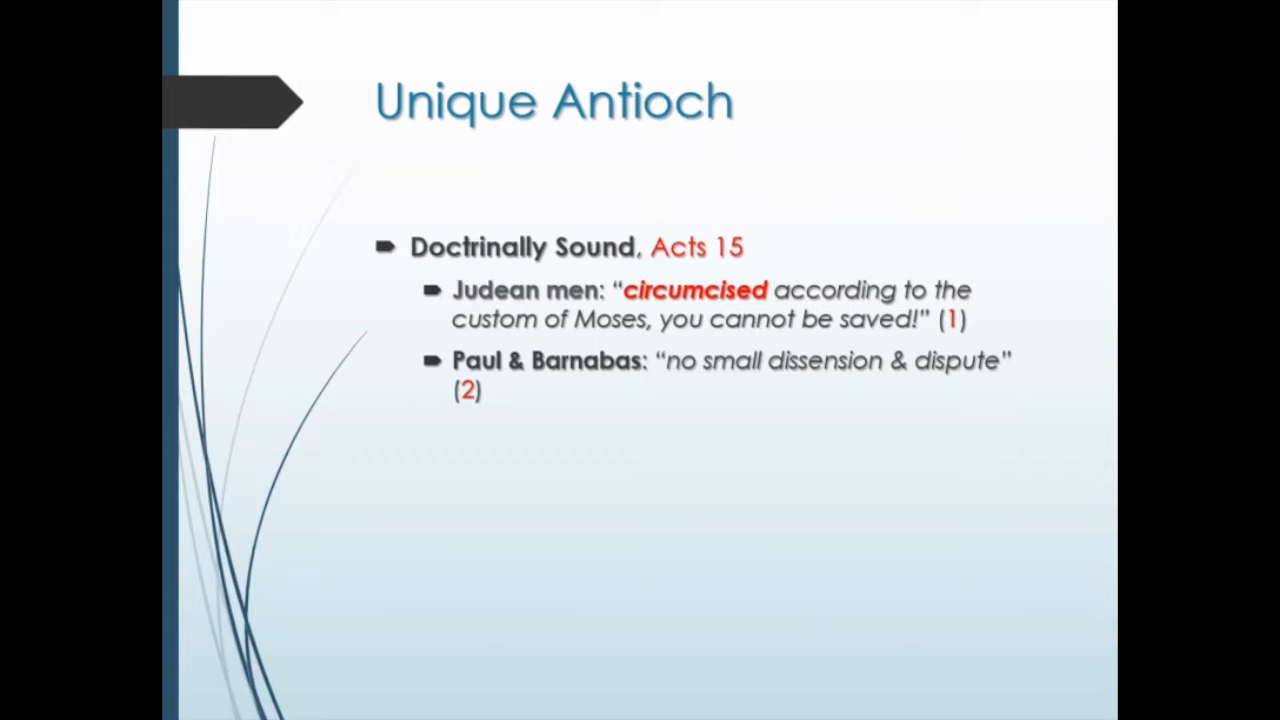 Unique Antioch
Doctrinally Sound, Acts 15
Judean men: “circumcised according to the
custom of Moses, you cannot be saved!” (1)
Paul & Barnabas: “no small dissension & dispute”
(2)